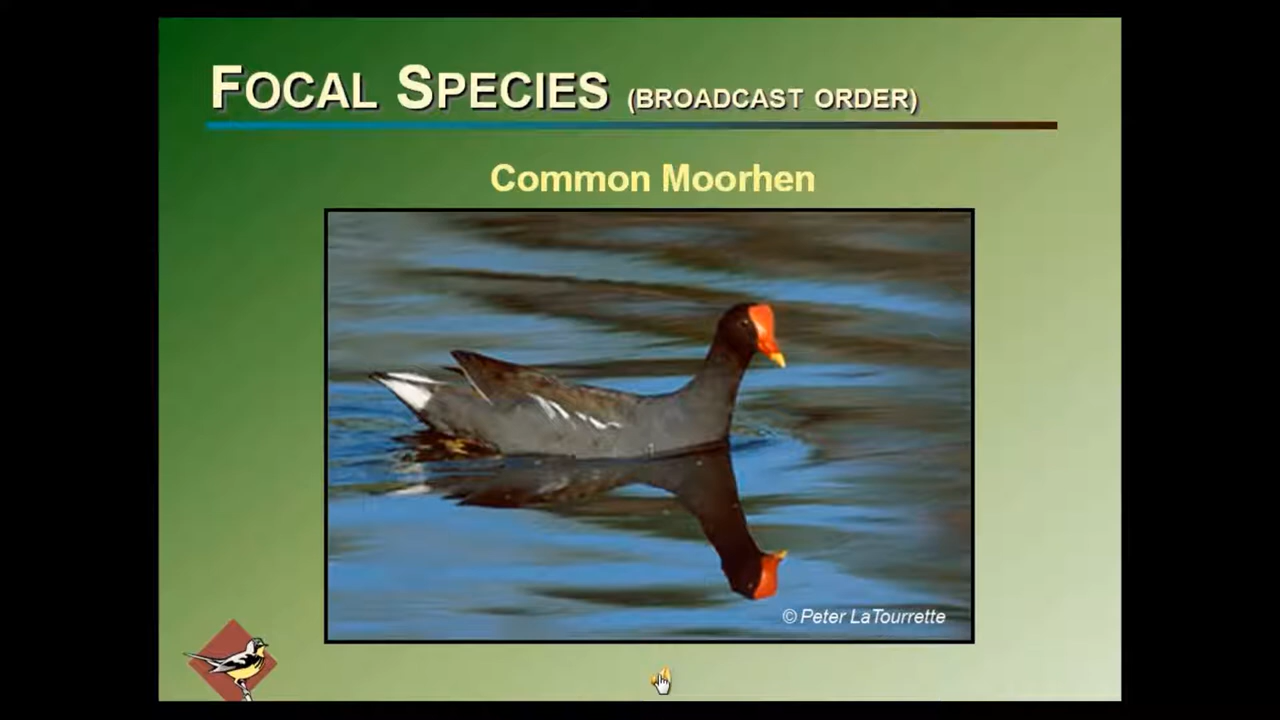 FOCAL SPECIES (BROADCAST ORDER)
Common Moorhen
© Peter LaTourrette